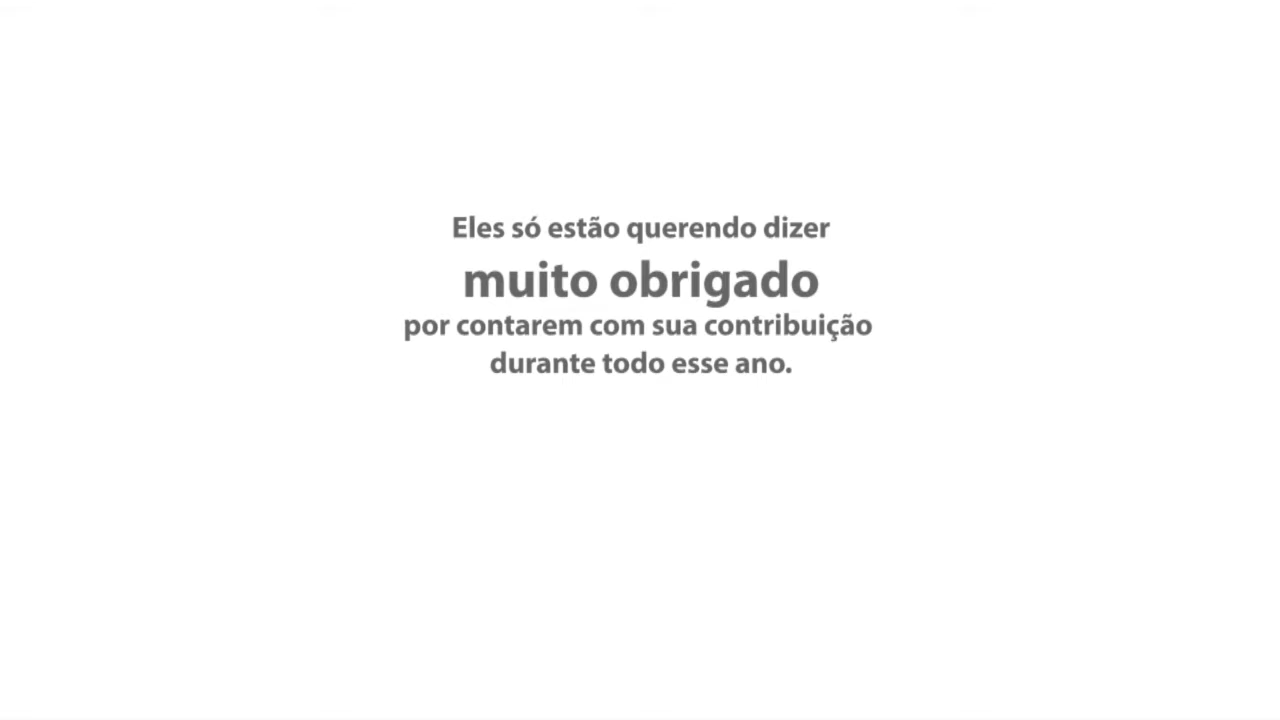 Eles só estão querendo dizer
muito obrigado
por contarem com sua contribuição
durante todo esse ano.